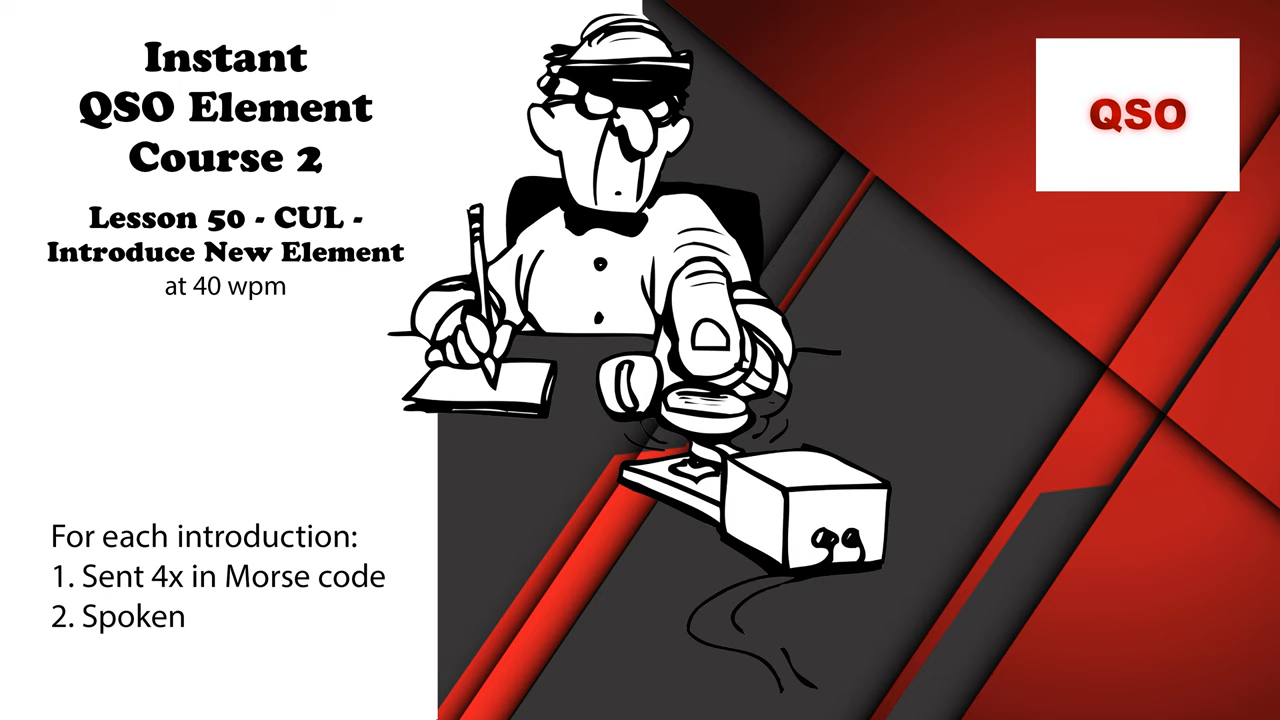 Instant
QSO Element
Course 2
Lesson 50 - CUL -
Introduce New Element
at 40 wpm
QSO
For each introduction:
1. Sent 4x in Morse code
2. Spoken